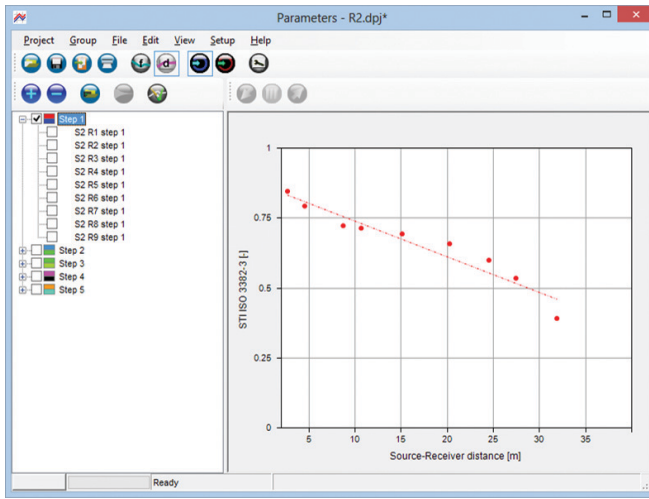 Parameters - R2.dpj*
Project Group File Edit View Setup Help
f d
Step 1
S2 R1 step 1
S2 R2 step 1
S2 R3 step 1
S2 R4 step 1
S2 R5 step 1
S2 R6 step 1
S2 R7 step 1
S2 R8 step 1
S2 R9 step 1
Step 2
Step 3
Step 4
Step 5
1
0.75
0.5
0.25
0
STI ISO 3382-3 [-]
5 10 15 20 25 30 35
Source-Receiver distance [m]
Ready